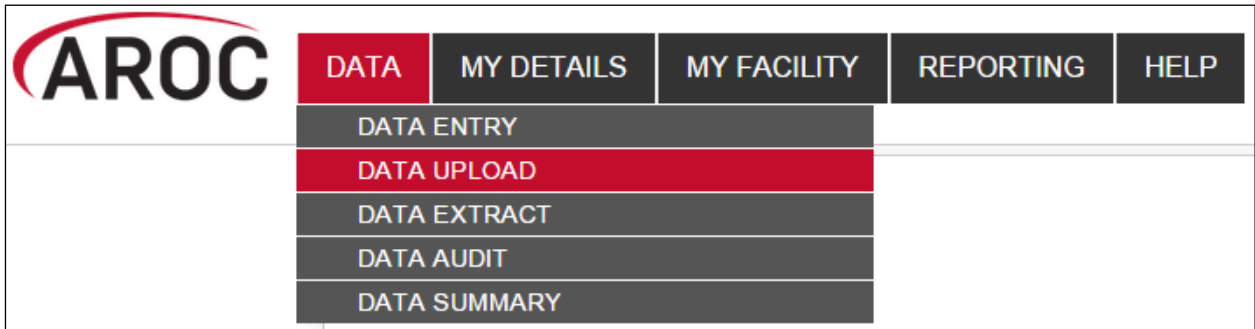 AROC DATA MY DETAILS MY FACILITY REPORTING HELP
DATA ENTRY
DATA UPLOAD
DATA EXTRACT
DATA AUDIT
DATA SUMMARY